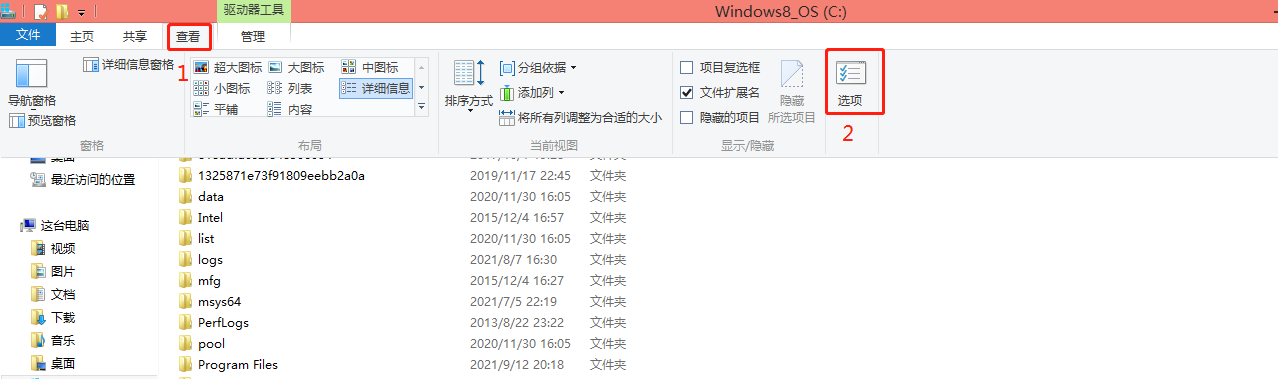 驱动器工具
Windows8_OS (C:)
文件 主页 共享 查看 管理
1
导航窗格
预览窗格
详细信息窗格
窗格
超大图标 大图标 中图标
小图标 列表 详细信息
平铺 内容
布局
排序方式
分组依据
添加列
将所有列调整为合适的大小
当前视图
项目复选框
文件扩展名
隐藏的项目
隐藏
所选项目
显示/隐藏
选项
2
最近访问的位置
这台电脑
视频
图片
文档
下载
音乐
桌面
1325871e73f91809eebb2a0a 2019/11/17 22:45 文件夹
data 2020/11/30 16:05 文件夹
Intel 2015/12/4 16:57 文件夹
list 2020/11/30 16:05 文件夹
logs 2021/8/7 16:30 文件夹
mfg 2015/12/4 16:27 文件夹
msys64 2021/7/5 22:19 文件夹
PerfLogs 2013/8/22 23:22 文件夹
pool 2020/11/30 16:05 文件夹
Program Files 2021/9/12 20:18 文件夹